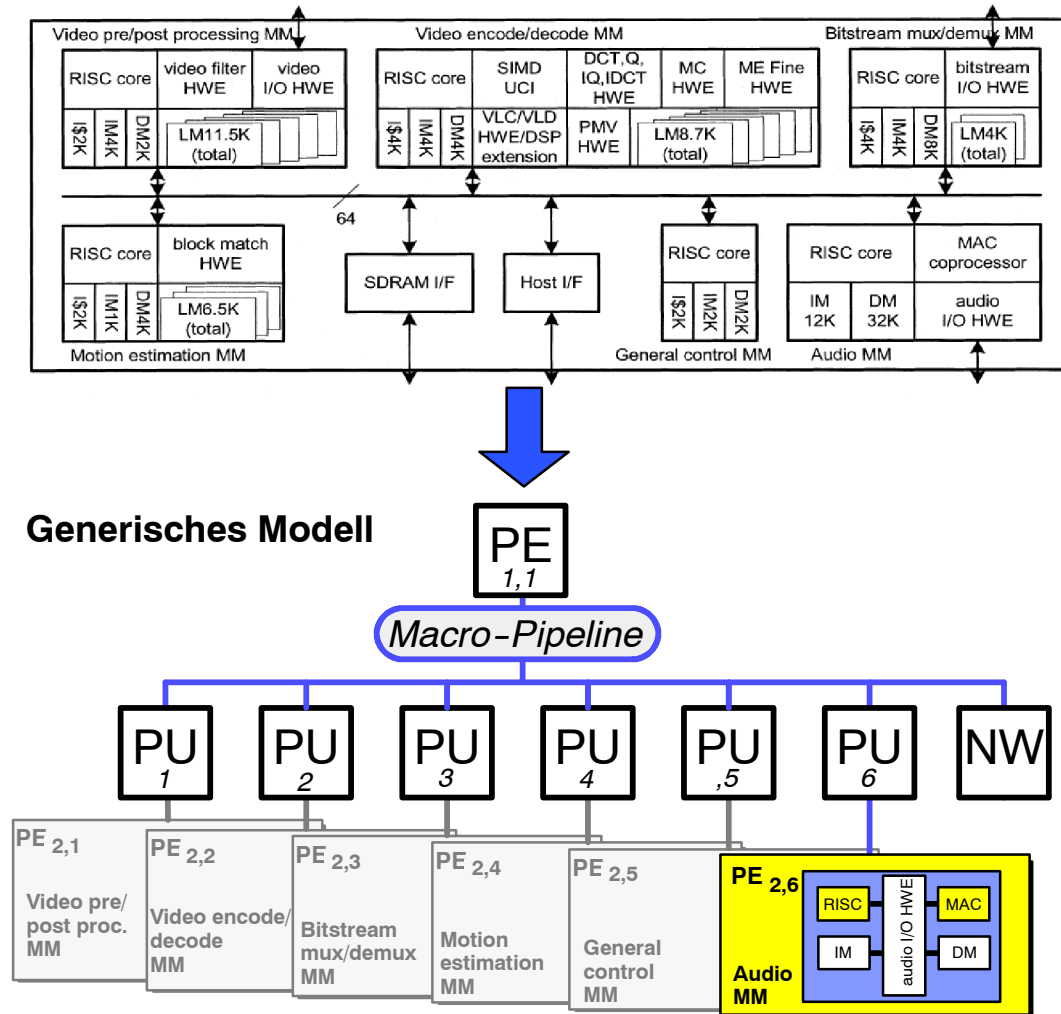 Video pre/post processing MM
Video encode/decode MM
Bitstream mux/demux MM
RISC core
video filter
HWE
video
I/O HWE
I$2K
IM4K
DM2K
LM11.5K
(total)
RISC core
SIMD
UCI
DCT,Q,
IQ,IDCT
HWE
MC
HWE
ME Fine
HWE
I$4K
IM4K
DM4K
VLC/VLD
HWE/DSP
extension
PMV
HWE
LM8.7K
(total)
RISC core
bitstream
I/O HWE
I$4K
IM4K
DM8K
LM4K
(total)
64
RISC core
block match
HWE
I$2K
IM1K
DM4K
LM6.5K
(total)
Motion estimation MM
SDRAM I/F
Host I/F
RISC core
I$2K
IM2K
DM2K
General control MM
RISC core
MAC
coprocessor
IM
12K
DM
32K
audio
I/O HWE
Audio MM
Generisches Modell
PE
1,1
Macro-Pipeline
PU
1
PU
2
PU
3
PU
4
PU
,5
PU
6
NW
PE 2,1
Video pre/
post proc.
MM
PE 2,2
Video encode/
decode
MM
PE 2,3
Bitstream
mux/demux
MM
PE 2,4
Motion
estimation
MM
PE 2,5
General
control
MM
PE 2,6
Audio
MM
RISC
MAC
IM
DM
audio I/O HWE